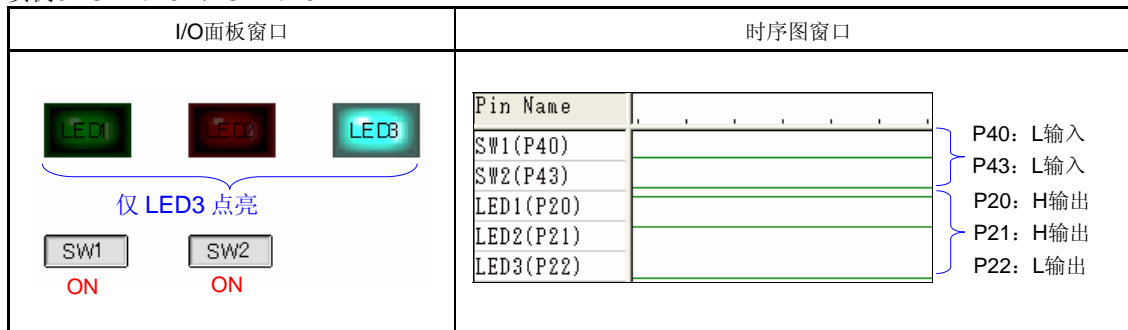 I/O面板窗口
时序图窗口
LED1
LED2
LED3
仅 LED3 点亮
SW1
SW2
ON
ON
Pin Name
SW1(P40)
SW2(P43)
LED1(P20)
LED2(P21)
LED3(P22)
P40：L输入
P43：L输入
P20：H输出
P21：H输出
P22：L输出